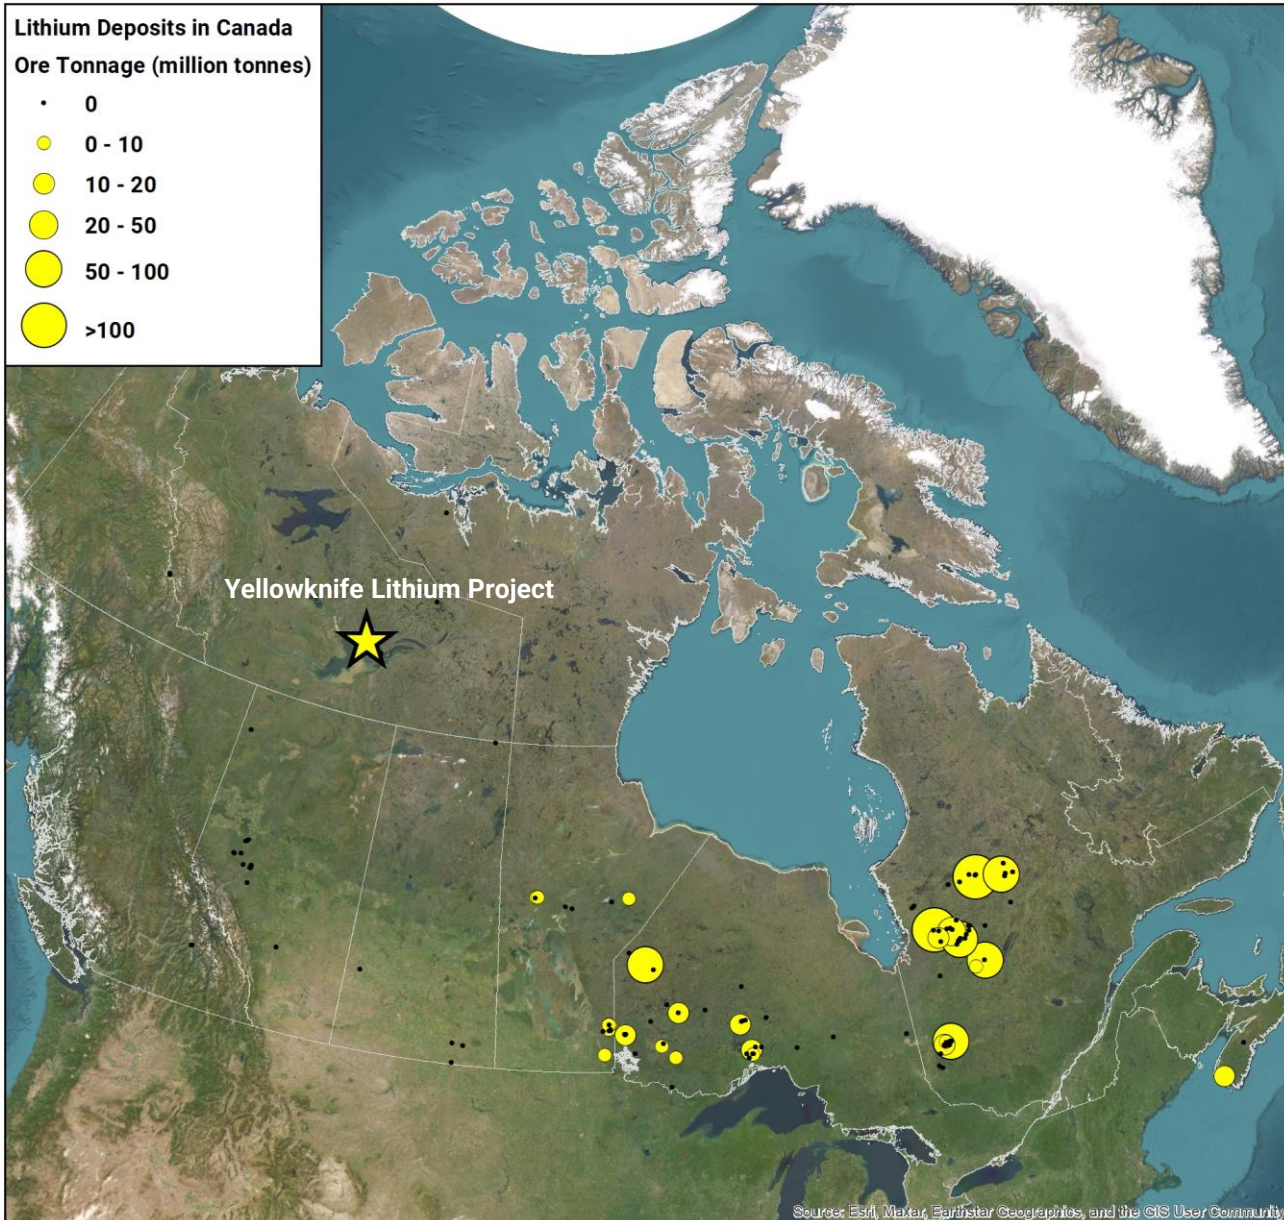 Lithium Deposits in Canada
Ore Tonnage (million tonnes)
0
0 - 10
10 - 20
20 - 50
50 - 100
>100
Yellowknife Lithium Project
Source: Esri, Maxar, Earthstar Geographics, and the GIS User Community